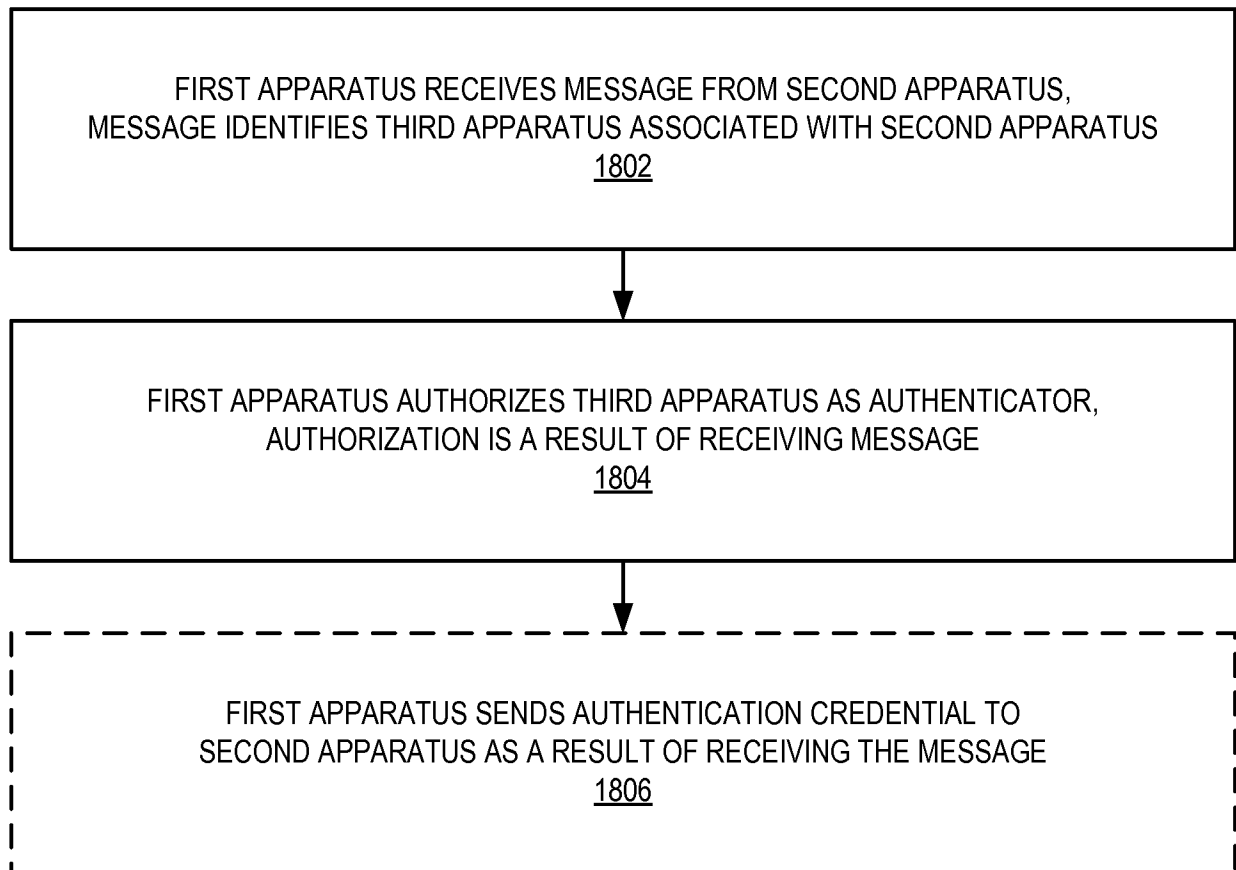 FIRST APPARATUS RECEIVES MESSAGE FROM SECOND APPARATUS,
MESSAGE IDENTIFIES THIRD APPARATUS ASSOCIATED WITH SECOND APPARATUS
1802
FIRST APPARATUS AUTHORIZES THIRD APPARATUS AS AUTHENTICATOR,
AUTHORIZATION IS A RESULT OF RECEIVING MESSAGE
1804
FIRST APPARATUS SENDS AUTHENTICATION CREDENTIAL TO
SECOND APPARATUS AS A RESULT OF RECEIVING THE MESSAGE
1806